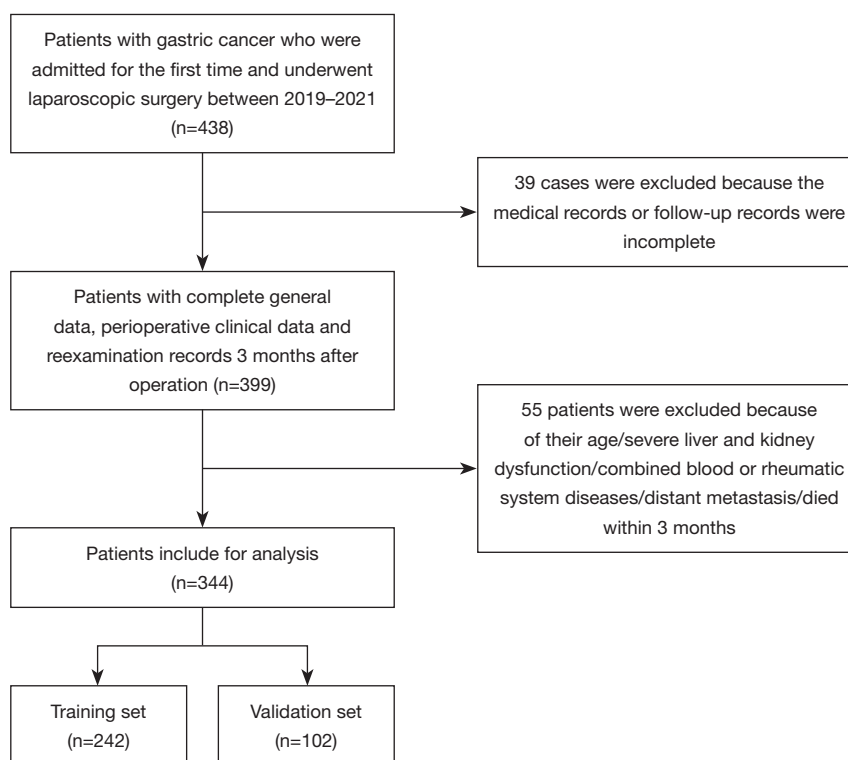 Patients with gastric cancer who were
admitted for the first time and underwent
laparoscopic surgery between 2019–2021
(n=438)
39 cases were excluded because the
medical records or follow-up records were
incomplete
Patients with complete general
data, perioperative clinical data and
reexamination records 3 months after
operation (n=399)
55 patients were excluded because
of their age/severe liver and kidney
dysfunction/combined blood or rheumatic
system diseases/distant metastasis/died
within 3 months
Patients include for analysis
(n=344)
Training set
(n=242)
Validation set
(n=102)